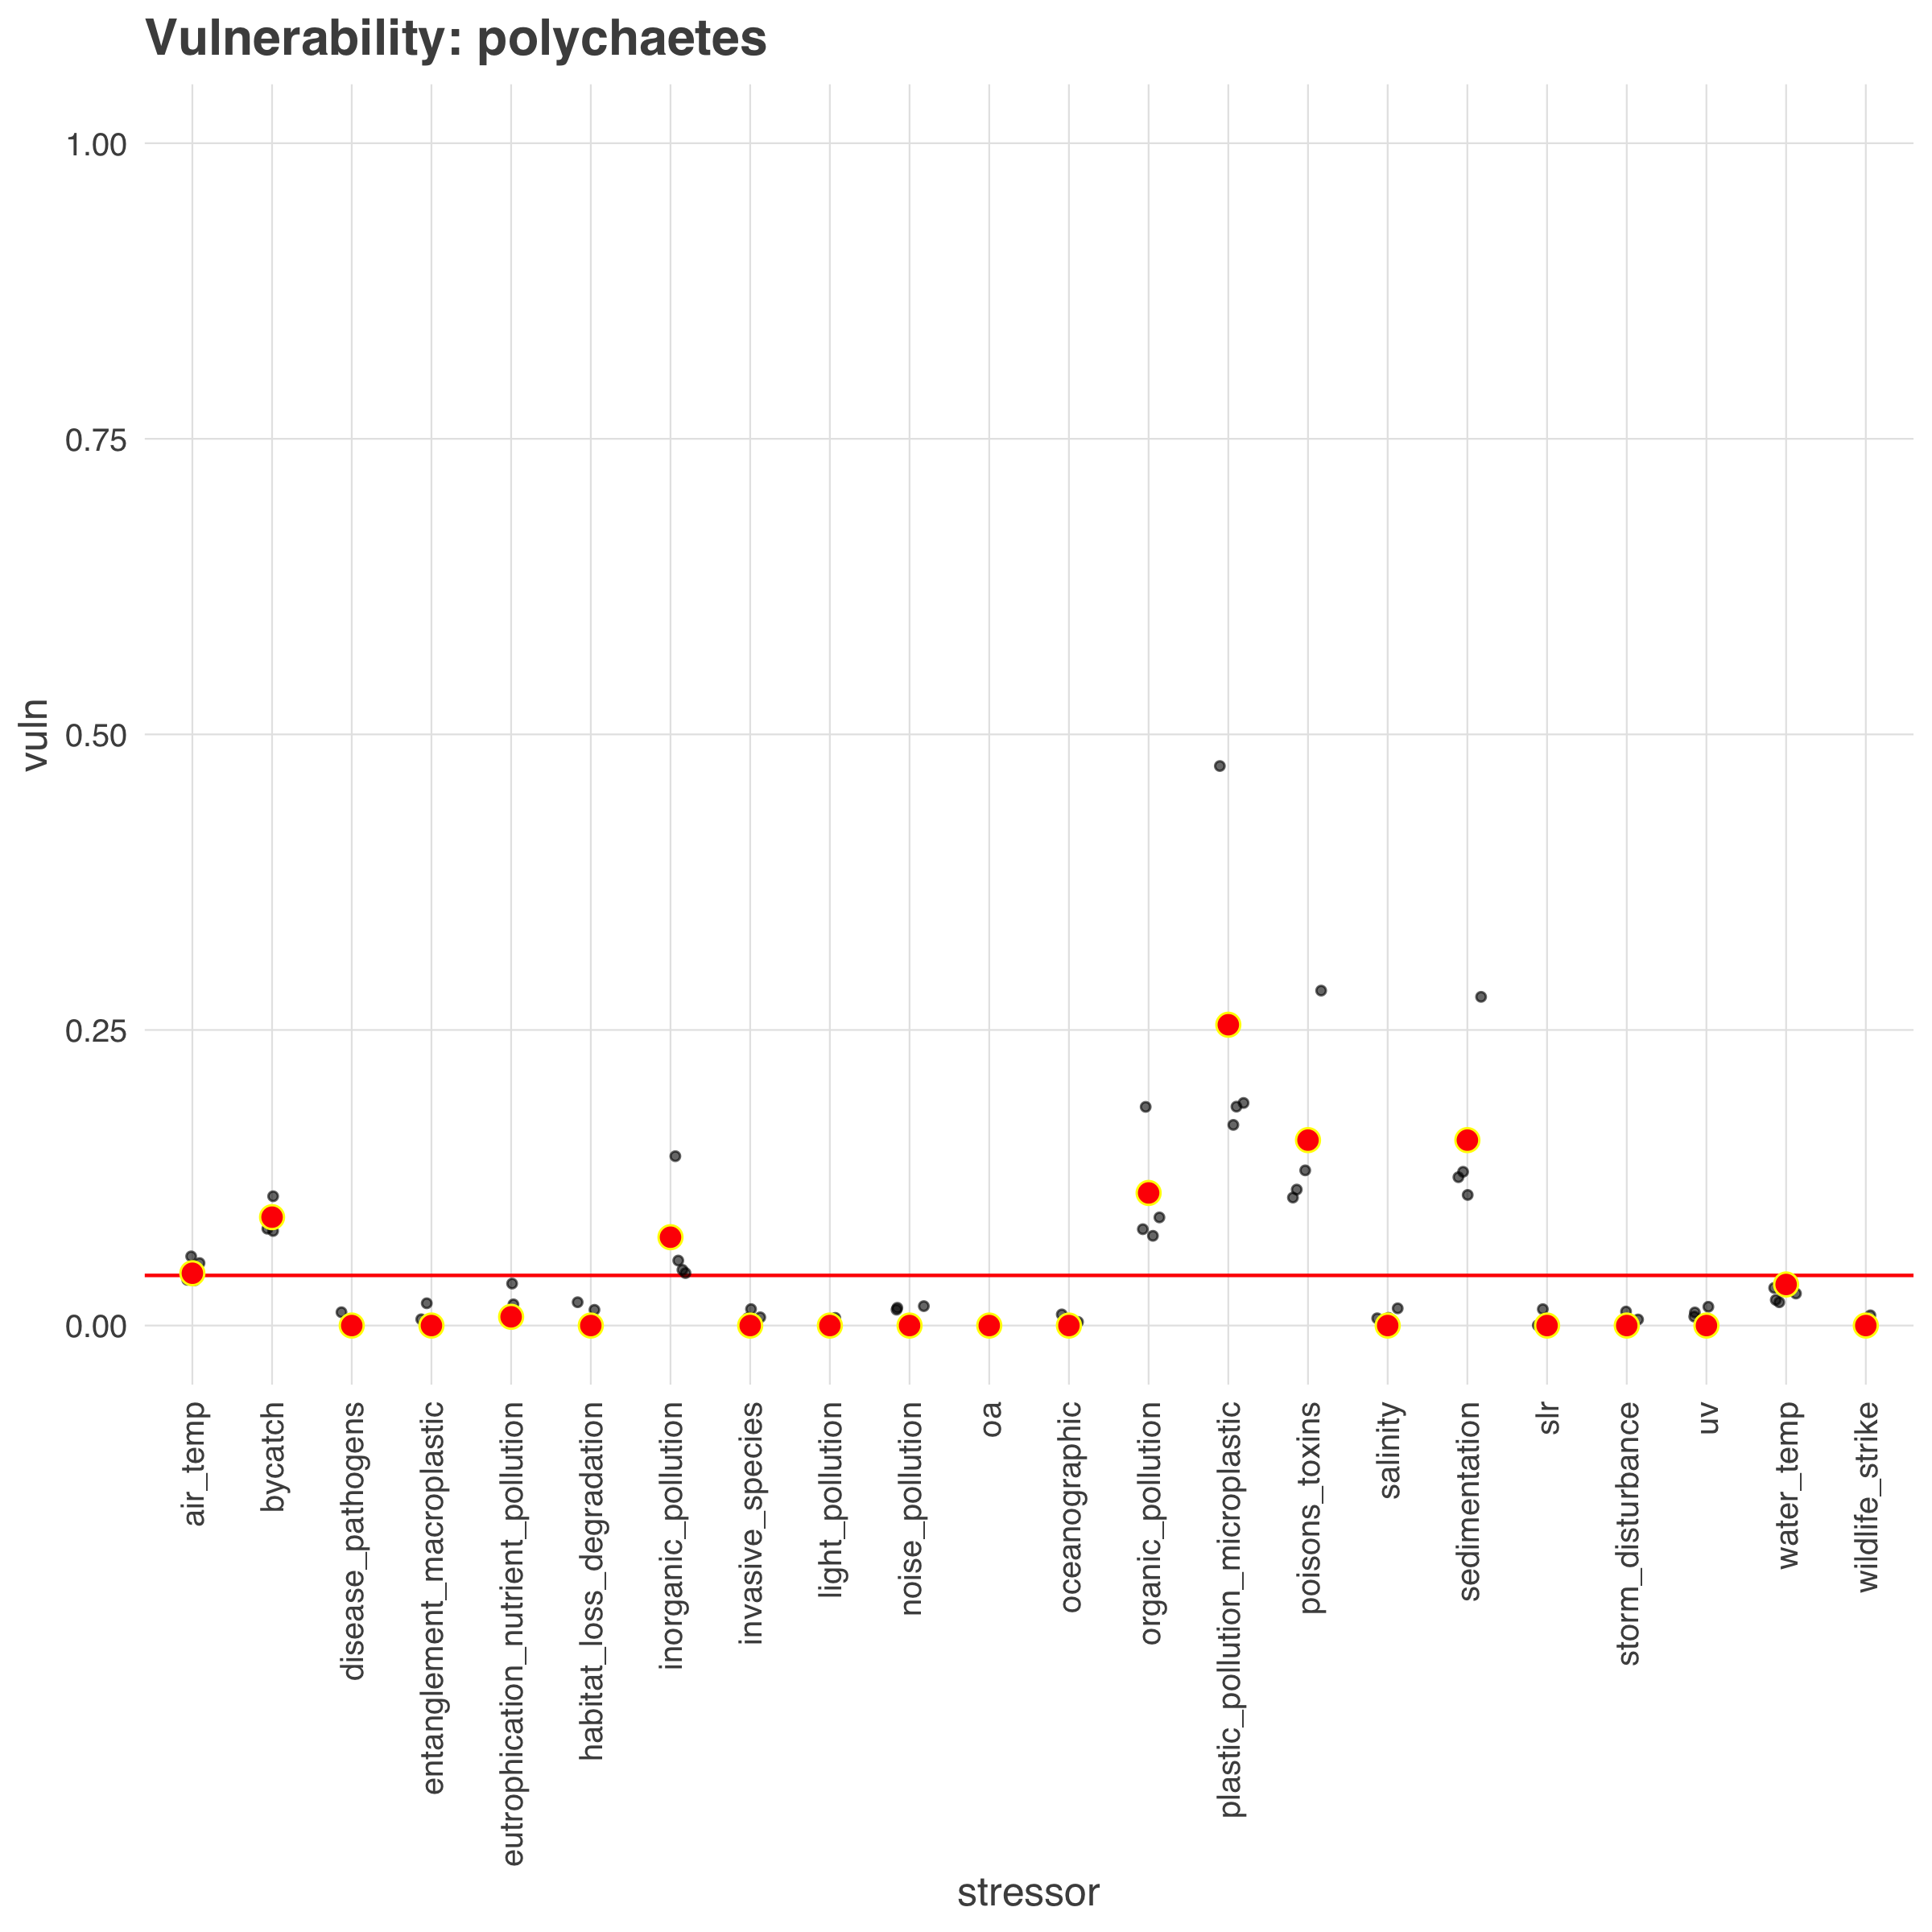 Vulnerability: polychaetes
1.00
0.75
0.50
0.25
0.00
vuln
air_temp
bycatch
disease_pathogens
entanglement_macroplastic
eutrophication_nutrient_pollution
habitat_loss_degradation
inorganic_pollution
invasive_species
light_pollution
noise_pollution
oa
oceanographic
organic_pollution
plastic_pollution_microplastic
poisons_toxins
salinity
sedimentation
slr
storm_disturbance
uv
water_temp
wildlife_strike
stressor